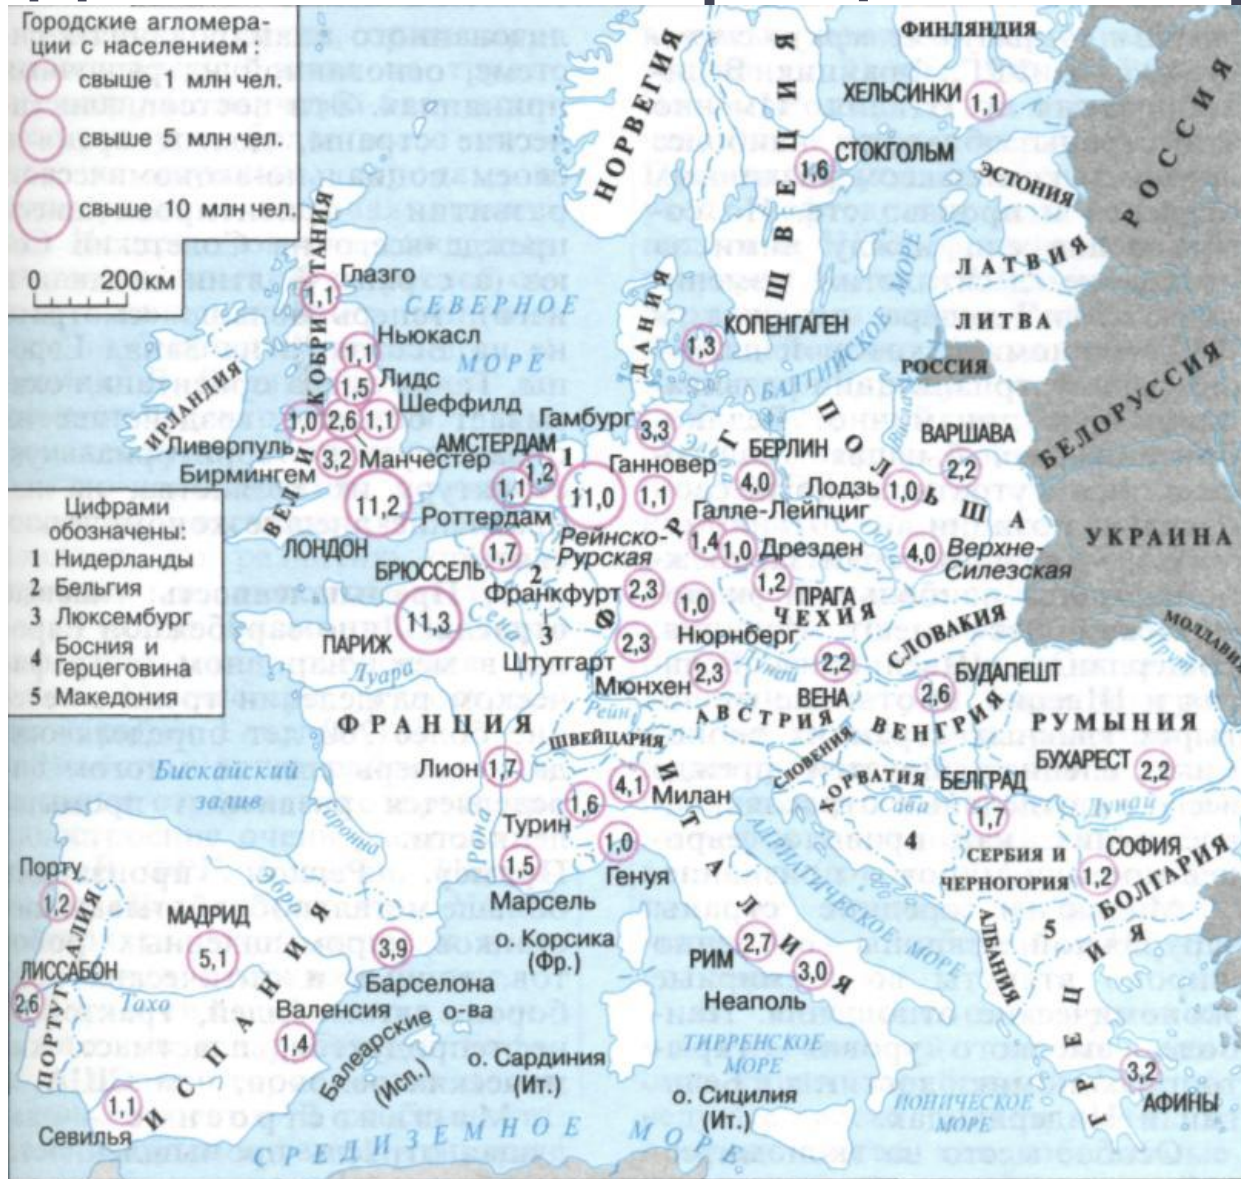 Городские агломера-
ции с населением:
свыше 1 млн чел.
свыше 5 млн чел.
свыше 10 млн чел.
0 200км
Цифрами
обозначены:
1 Нидерланды
2 Бельгия
3 Люксембург
4 Босния и
Герцеговина
5 Македония
НОРВЕГИЯ
ШВЕЦИЯ
ФИНЛЯНДИЯ
ХЕЛЬСИНКИ
1,1
РОССИЯ
СТОКГОЛЬМ
1,6
ЭСТОНИЯ
ЛАТВИЯ
ЛИТВА
РОССИЯ
БЕЛОРУССИЯ
УКРАИНА
МОЛДАВИЯ
ВЕЛИКОБРИТАНИЯ
ИРЛАНДИЯ
СЕВЕРНОЕ
МОРЕ
БАЛТИЙСКОЕ
МОРЕ
ДАНИЯ
КОПЕНГАГЕН
1,3
Глазго
1,1
Ньюкасл
1,1
Лидс
1,5
Шеффилд
1,0 2,6 1,1
Ливерпуль
Манчестер
Бирмингем
3,2
ЛОНДОН
11,2
АМСТЕРДАМ
1,2
1
Роттердам
1,1
Гамбург
3,3
Эльба
Ганновер
1,1
БЕРЛИН
4,0
ПОЛЬША
ВАРШАВА
2,2
Лодзь
1,0
11,0
Рейнско-
Рурская
Галле-Лейпциг
1,4
1,0 Дрезден
4,0
Верхне-
Силезская
БРЮССЕЛЬ
1,7
2
Франкфурт
2,3
ФРГ
1,0
Нюрнберг
1,2
ПРАГА
ЧЕХИЯ
СЛОВАКИЯ
ПАРИЖ
11,3
Сена
Луара
Штутгарт
2,3
Мюнхен
2,3
Дунай
ВЕНА
2,2
БУДАПЕШТ
2,6
Прут
ФРАНЦИЯ
Рейн
ШВЕЙЦАРИЯ
АВСТРИЯ
ВЕНГРИЯ
РУМЫНИЯ
СЛОВЕНИЯ
ХОРВАТИЯ
БЕЛГРАД
1,7
Сава
БУХАРЕСТ
2,2
Дунай
Бискайский
залив
Гаронна
Лион
1,7
Рона
4,1
Милан
1,6
Турин
1,0
Генуя
1,5
Марсель
ИТАЛИЯ
АДРИАТИЧЕСКОЕ
МОРЕ
4
СЕРБИЯ И
ЧЕРНОГОРИЯ
СОФИЯ
1,2
БОЛГАРИЯ
5
АЛБАНИЯ
ГРЕЦИЯ
Порту
1,2
ПОРТУГАЛИЯ
МАДРИД
5,1
Эбро
ИСПАНИЯ
ЛИССАБОН
2,6
Тахо
3,9
Барселона
Валенсия
1,4
Севилья
1,1
Балеарские о-ва
(Исп.)
о. Корсика
(Фр.)
о. Сардиния
(Ит.)
РИМ
2,7
3,0
Неаполь
ТИРРЕНСКОЕ
МОРЕ
о. Сицилия
(Ит.)
ИОНИЧЕСКОЕ
МОРЕ
3,2
АФИНЫ
СРЕДИЗЕМНОЕ МОРЕ